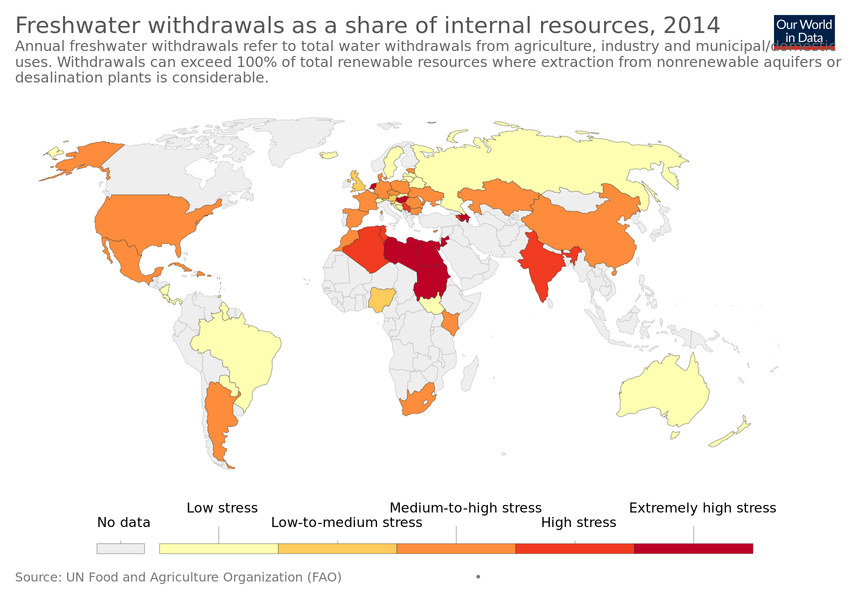 Freshwater withdrawals as a share of internal resources, 2014
Our World
in Data
Annual freshwater withdrawals refer to total water withdrawals from agriculture, industry and municipal/domestic
uses. Withdrawals can exceed 100% of total renewable resources where extraction from nonrenewable aquifers or
desalination plants is considerable.
No data
Low stress
Low-to-medium stress
Medium-to-high stress
High stress
Extremely high stress
Source: UN Food and Agriculture Organization (FAO)